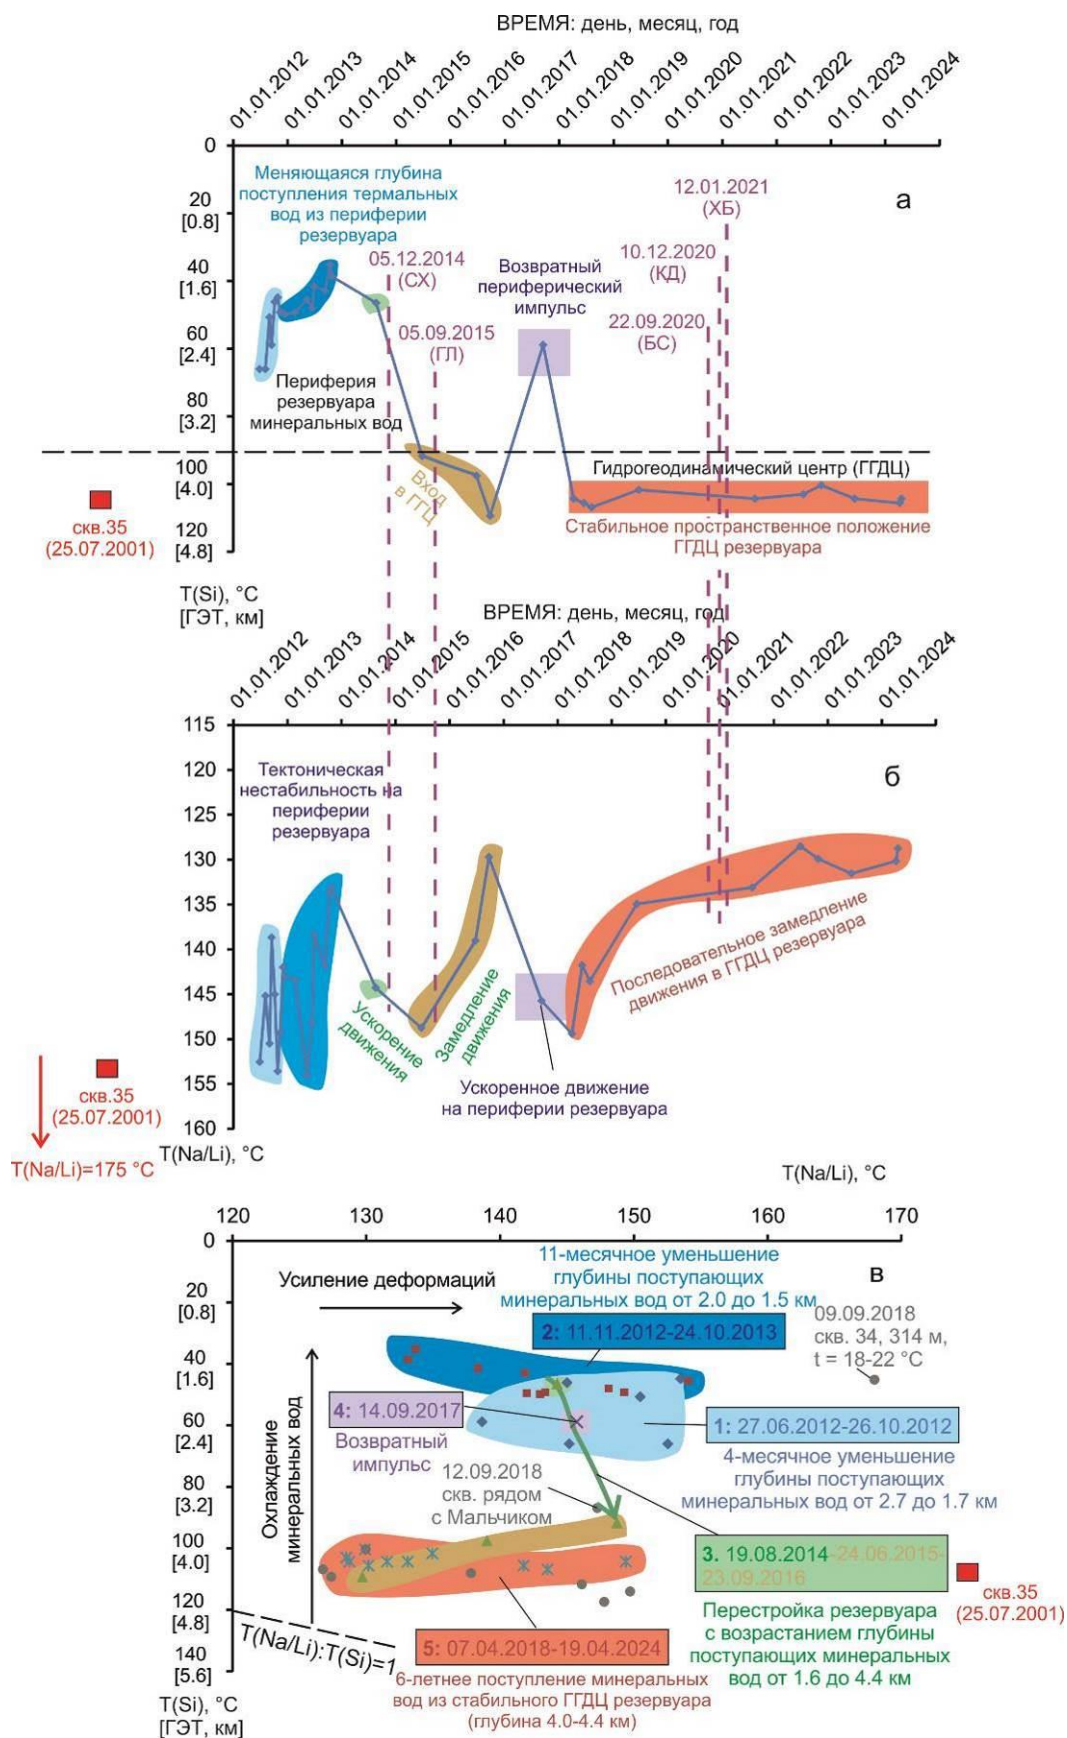 ВРЕМЯ: день, месяц, год
01.01.2012
01.01.2013
01.01.2014
01.01.2015
01.01.2016
01.01.2017
01.01.2018
01.01.2019
01.01.2020
01.01.2021
01.01.2022
01.01.2023
01.01.2024
0
20
[0.8]
40
[1.6]
60
[2.4]
80
[3.2]
100
[4.0]
120
[4.8]
T(Si), °C
[ГЭТ, км]
а
Меняющаяся глубина
поступления термальных
вод из периферии
резервуара
05.12.2014
(СХ)
05.09.2015
(ГЛ)
Возвратный
периферический
импульс
12.01.2021
(ХБ)
10.12.2020
(КД)
22.09.2020
(БС)
Периферия
резервуара
минеральных вод
Вход
в ГГЦ
Гидрогеодинамический центр (ГГДЦ)
Стабильное пространственное положение
ГГДЦ резервуара
скв.35
(25.07.2001)
ВРЕМЯ: день, месяц, год
01.01.2012
01.01.2013
01.01.2014
01.01.2015
01.01.2016
01.01.2017
01.01.2018
01.01.2019
01.01.2020
01.01.2021
01.01.2022
01.01.2023
01.01.2024
115
120
125
130
135
140
145
150
155
160
T(Na/Li), °C
б
Тектоническая
нестабильность на
периферии
резервуара
Ускорение
движения
Замедление
движения
Ускоренное движение
на периферии резервуара
Последовательное замедление
движения в ГГДЦ резервуара
скв.35
(25.07.2001)
T(Na/Li)=175 °C
T(Na/Li), °C
120
130
140
150
160
170
0
20
[0.8]
40
[1.6]
60
[2.4]
80
[3.2]
100
[4.0]
120
[4.8]
140
[5.6]
T(Si), °C
[ГЭТ, км]
в
Усиление деформаций
Охлаждение
минеральных вод
11-месячное уменьшение
глубины поступающих
минеральных вод от 2.0 до 1.5 км
2: 11.11.2012-24.10.2013
09.09.2018
скв. 34, 314 м,
t = 18-22 °C
4: 14.09.2017
Возвратный
импульс
1: 27.06.2012-26.10.2012
4-месячное уменьшение
глубины поступающих
минеральных вод от 2.7 до 1.7 км
12.09.2018
скв. рядом
с Мальчиком
3. 19.08.2014-24.06.2015-
23.09.2016
Перестройка резервуара
с возрастанием глубины
поступающих минеральных
вод от 1.6 до 4.4 км
скв.35
(25.07.2001)
T(Na/Li):T(Si)=1
5: 07.04.2018-19.04.2024
6-летнее поступление минеральных
вод из стабильного ГГДЦ резервуара
(глубина 4.0-4.4 км)